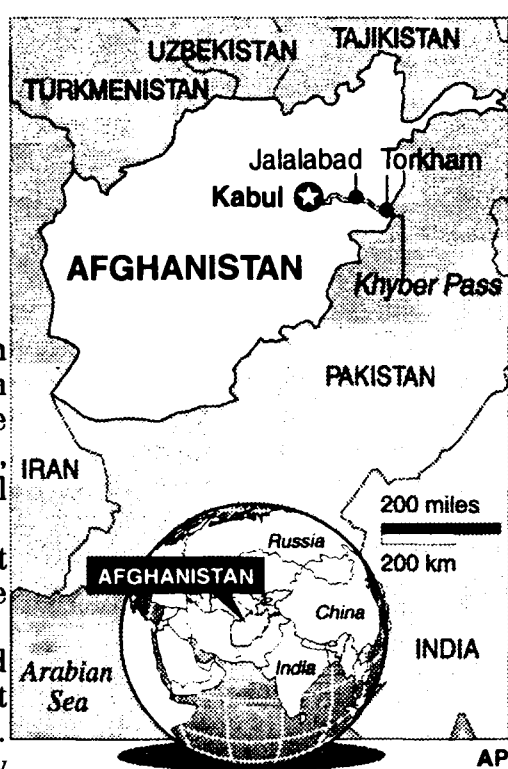 UZBEKISTAN
TAJIKISTAN
TURKMENISTAN
Jalalabad
Torkham
Kabul
AFGHANISTAN
Khyber Pass
PAKISTAN
IRAN
200 miles
200 km
Russia
AFGHANISTAN
China
India
INDIA
Arabian
Sea
AP